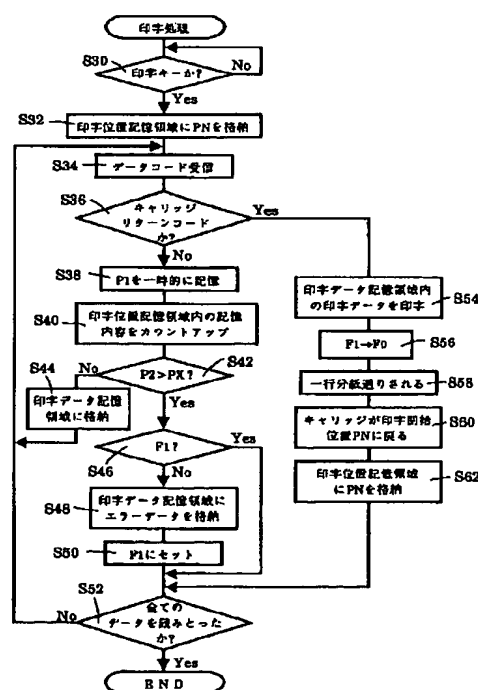 印字処理
S30
印字キーか?
No
Yes
S32
印字位置記憶領域にPNを格納
S34
データコード受信
S36
キャリッジ
リターンコード
か?
Yes
No
S38
P1を一時的に記憶
S40
印字位置記憶領域内の記憶
内容をカウントアップ
S42
P2>PX?
No
S44
印字データ記憶
領域に格納
Yes
F1?
Yes
S46
No
S48
印字データ記憶領域に
エラーデータを格納
S50
F1にセット
S52
全ての
データを読みとった
か?
No
Yes
END
印字データ記憶領域内
の印字データを印字
S54
F1→F0
S56
一行分紙送りされる
S58
キャリッジが印字開始
位置PNに戻る
S60
印字位置記憶領域
にPNを格納
S62